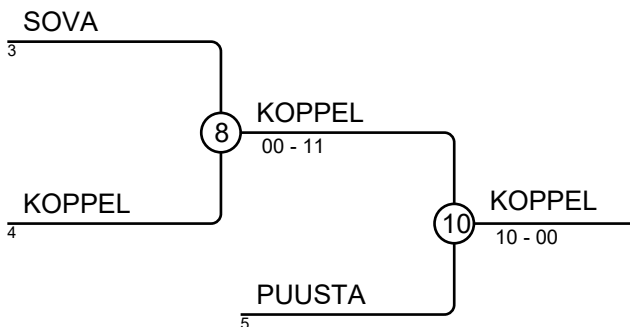 SOVA
3
KOPPEL
8
00 - 11
KOPPEL
4
KOPPEL
10
10 - 00
PUUSTA
5